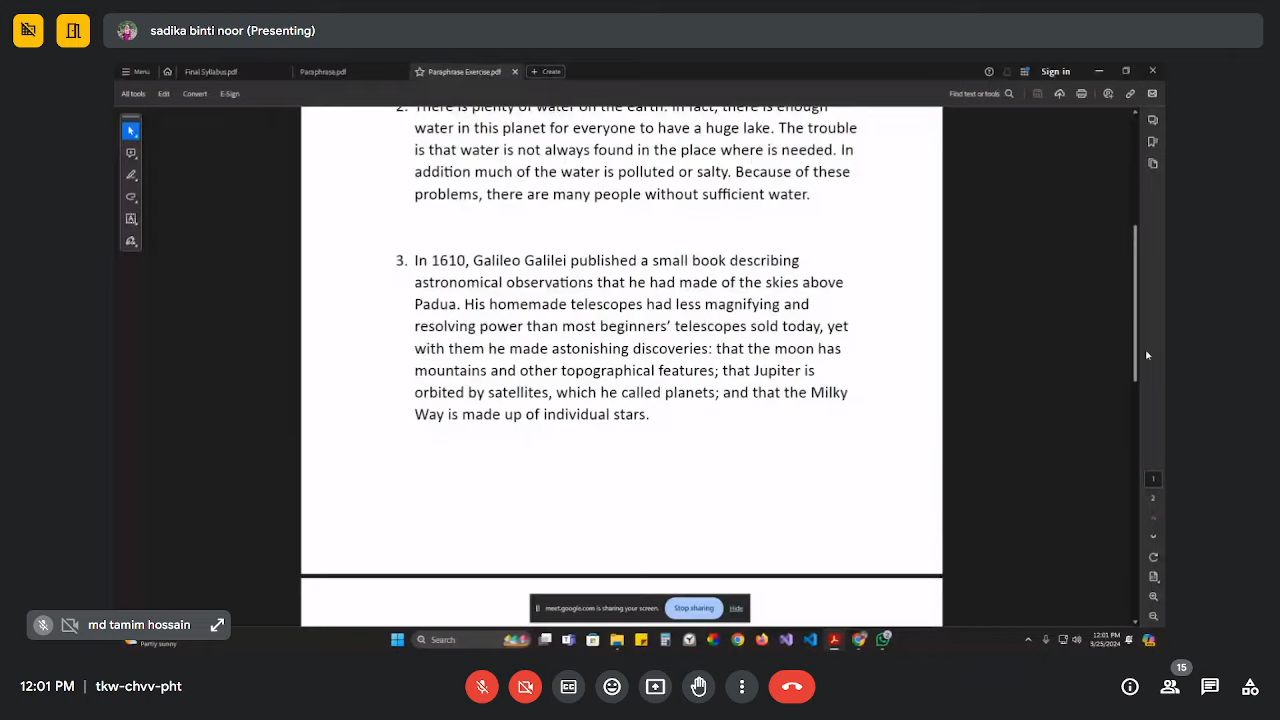 sadika binti noor (Presenting)
Menu
Final Syllabus.pdf
Paraphrase.pdf
Paraphrase Exercise.pdf
Create
Sign in
All tools
Edit
Convert
E-Sign
Find text or tools
2. There is plenty of water on the earth. In fact, there is enough
water in this planet for everyone to have a huge lake. The trouble
is that water is not always found in the place where is needed. In
addition much of the water is polluted or salty. Because of these
problems, there are many people without sufficient water.
3. In 1610, Galileo Galilei published a small book describing
astronomical observations that he had made of the skies above
Padua. His homemade telescopes had less magnifying and
resolving power than most beginners’ telescopes sold today, yet
with them he made astonishing discoveries: that the moon has
mountains and other topographical features; that Jupiter is
orbited by satellites, which he called planets; and that the Milky
Way is made up of individual stars.
1
2
meet.google.com is sharing your screen.
Stop sharing
Hide
md tamim hossain
Partly sunny
Search
12:01 PM
3/25/2024
12:01 PM | tkw-chvv-pht
15